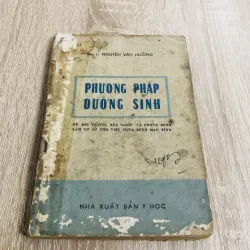 NGUYỄN VĂN HƯỞNG
PHƯƠNG PHÁP
DƯỠNG SINH
ĐỂ BỒI DƯỠNG SỨC KHỎE VÀ PHÒNG BỆNH
LÀM CƠ SỞ CHO VIỆC CHỮA BỆNH MẠN TÍNH
NHÀ XUẤT BẢN Y HỌC